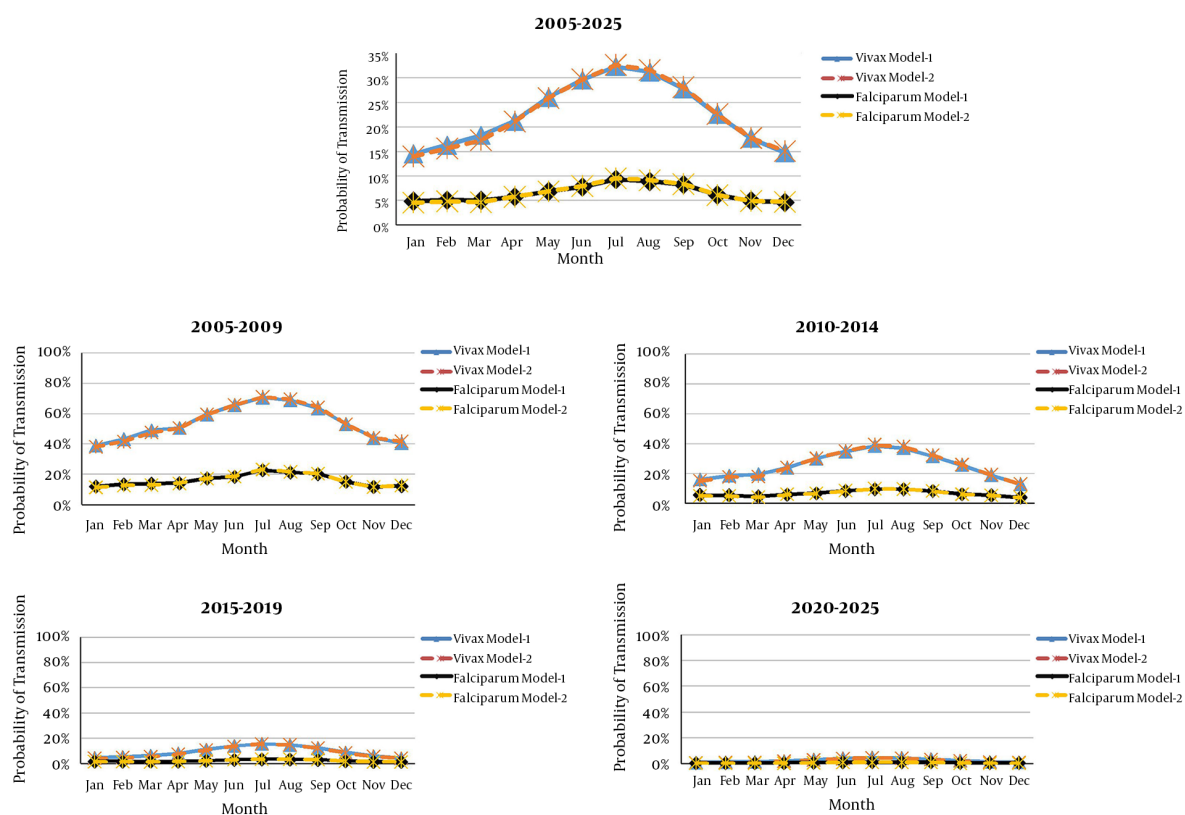 2005-2025
Probability of Transmission
35%
30%
25%
20%
15%
10%
5%
0%
Jan Feb Mar Apr May Jun Jul Aug Sep Oct Nov Dec
Month
Vivax Model-1
Vivax Model-2
Falciparum Model-1
Falciparum Model-2
2005-2009
Probability of Transmission
100%
80%
60%
40%
20%
0%
Jan Feb Mar Apr May Jun Jul Aug Sep Oct Nov Dec
Month
Vivax Model-1
Vivax Model-2
Falciparum Model-1
Falciparum Model-2
2010-2014
Probability of Transmission
100%
80%
60%
40%
20%
0%
Jan Feb Mar Apr May Jun Jul Aug Sep Oct Nov Dec
Month
Vivax Model-1
Vivax Model-2
Falciparum Model-1
Falciparum Model-2
2015-2019
Probability of Transmission
100%
80%
60%
40%
20%
0%
Jan Feb Mar Apr May Jun Jul Aug Sep Oct Nov Dec
Month
Vivax Model-1
Vivax Model-2
Falciparum Model-1
Falciparum Model-2
2020-2025
Probability of Transmission
100%
80%
60%
40%
20%
0%
Jan Feb Mar Apr May Jun Jul Aug Sep Oct Nov Dec
Month
Vivax Model-1
Vivax Model-2
Falciparum Model-1
Falciparum Model-2